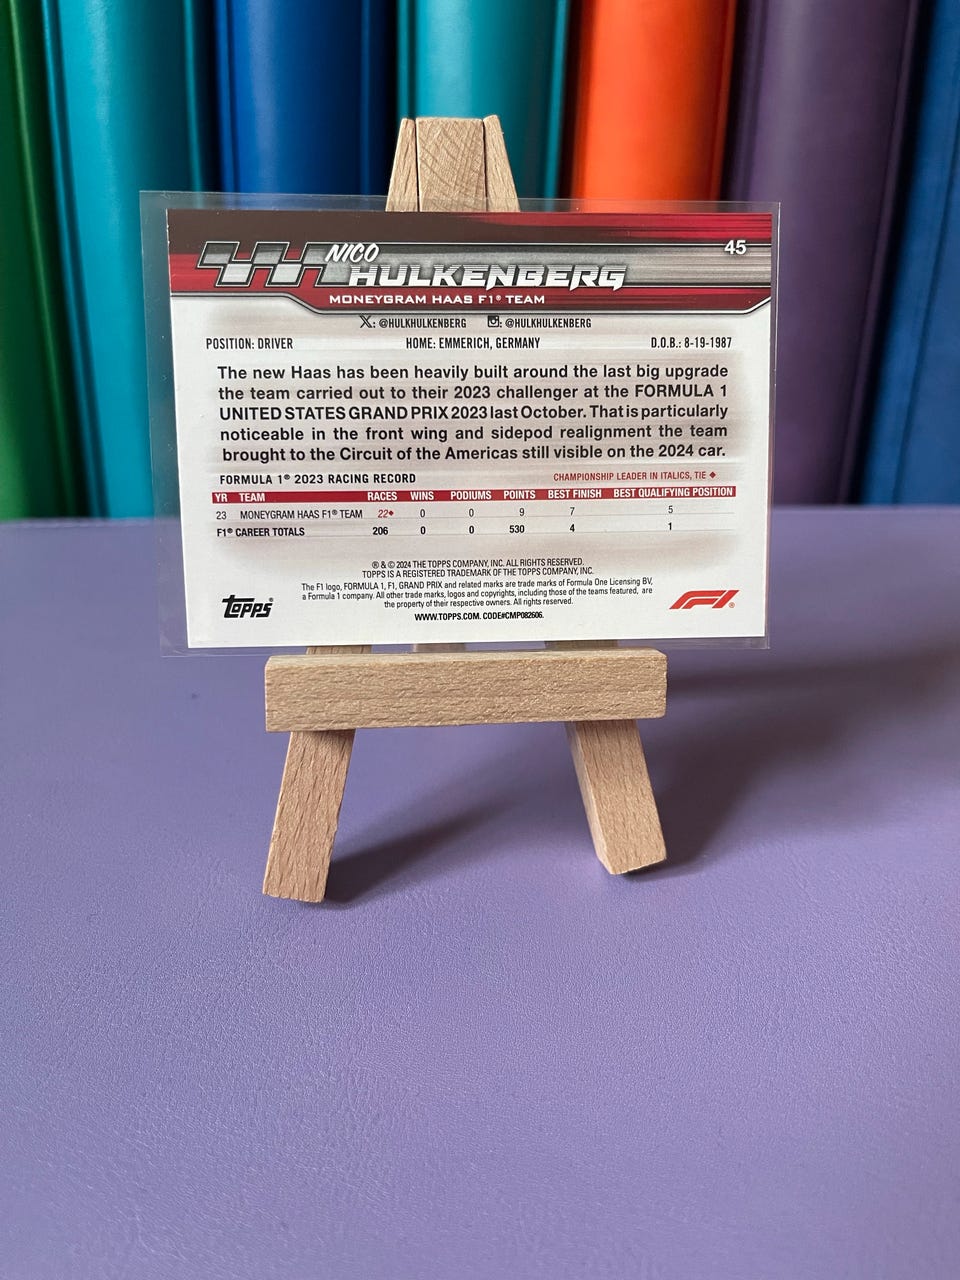 45
NICO
HULKENBERG
MONEYGRAM HAAS F1® TEAM
X: @HULKHULKENBERG : @HULKHULKENBERG
POSITION: DRIVER HOME: EMMERICH, GERMANY D.O.B.: 8-19-1987
The new Haas has been heavily built around the last big upgrade
the team carried out to their 2023 challenger at the FORMULA 1
UNITED STATES GRAND PRIX 2023 last October. That is particularly
noticeable in the front wing and sidepod realignment the team
brought to the Circuit of the Americas still visible on the 2024 car.
FORMULA 1® 2023 RACING RECORD CHAMPIONSHIP LEADER IN ITALICS, TIE ♦
YR TEAM RACES WINS PODIUMS POINTS BEST FINISH BEST QUALIFYING POSITION
23 MONEYGRAM HAAS F1® TEAM 22♦ 0 0 9 7 5
F1® CAREER TOTALS 206 0 0 530 4 1
® & © 2024 THE TOPPS COMPANY, INC. ALL RIGHTS RESERVED.
TOPPS IS A REGISTERED TRADEMARK OF THE TOPPS COMPANY, INC.
The F1 logo, FORMULA 1, F1, GRAND PRIX and related marks are trade marks of Formula One Licensing BV,
a Formula 1 company. All other trade marks, logos and copyrights, including those of the teams featured, are
the property of their respective owners. All rights reserved.
WWW.TOPPS.COM. CODE#CMP082606.
Topps®
F1®